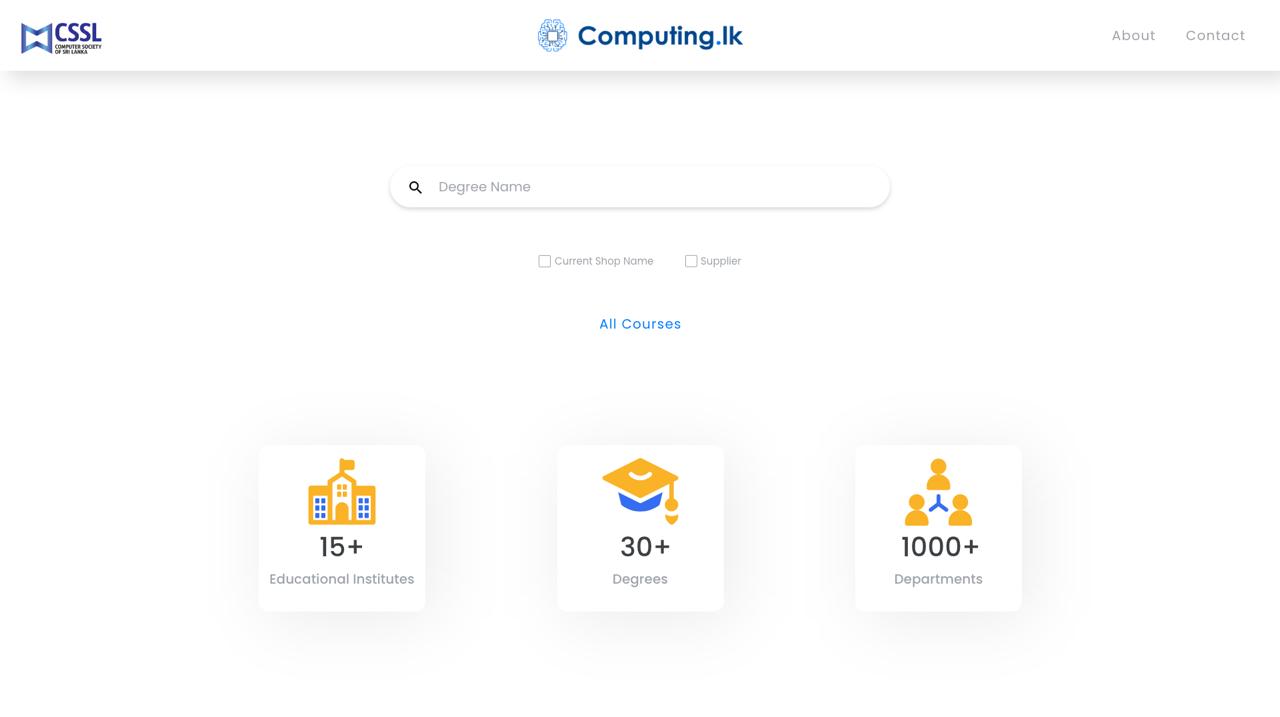 CSSL
COMPUTER SOCIETY
OF SRI LANKA
Computing.lk
About
Contact
Degree Name
Current Shop Name
Supplier
All Courses
15+
Educational Institutes
30+
Degrees
1000+
Departments